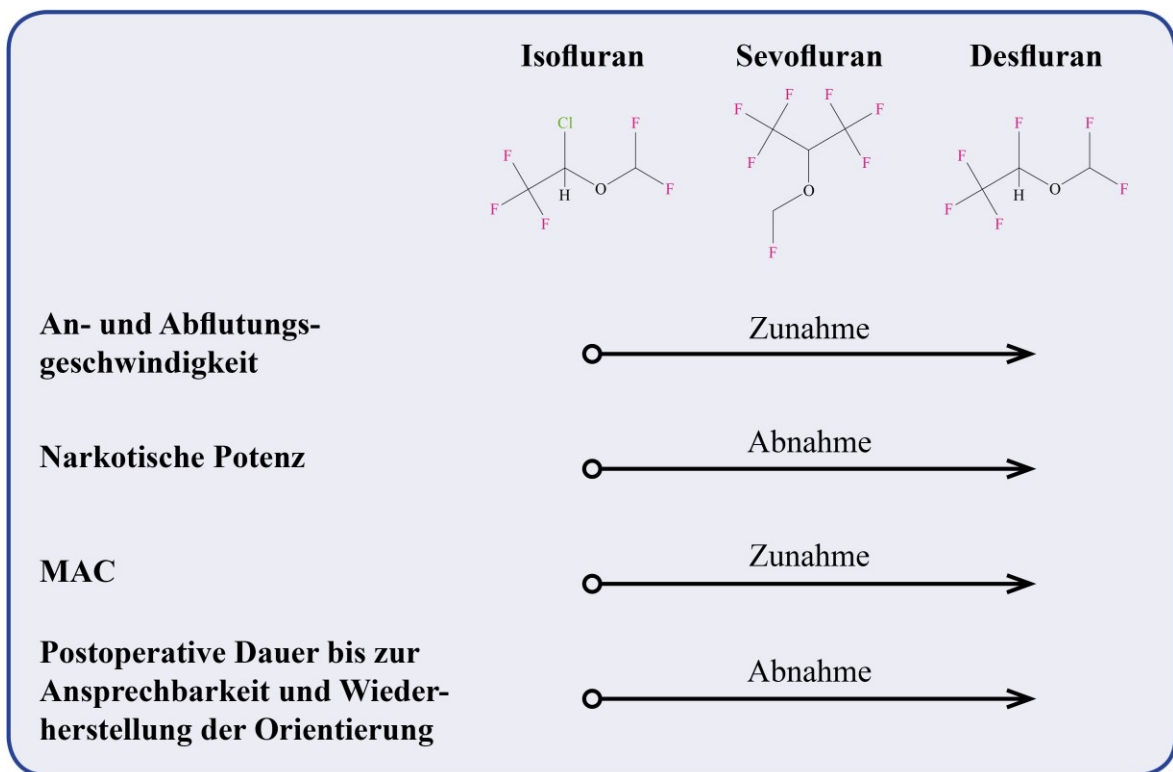 Isofluran Sevofluran Desfluran
F F F F Cl F F F
F F F F F
F F F
O H F O H F
F F O F F
F F
F
An- und Abflutungs-
geschwindigkeit
Zunahme
Narkotische Potenz
Abnahme
MAC
Zunahme
Postoperative Dauer bis zur
Ansprechbarkeit und Wieder-
herstellung der Orientierung
Abnahme